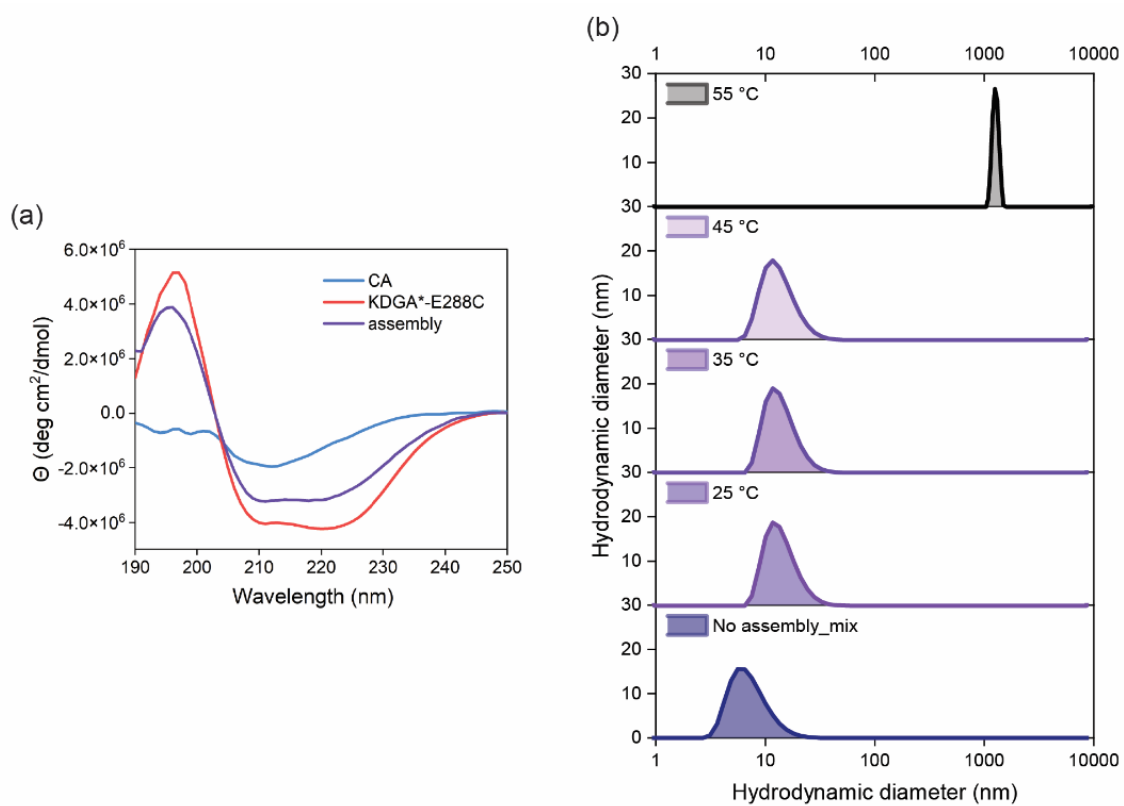 (a)
6.0×10⁶
4.0×10⁶
2.0×10⁶
0.0
-2.0×10⁶
-4.0×10⁶
Θ (deg cm²/dmol)
CA
KDGA*-E288C
assembly
190 200 210 220 230 240 250
Wavelength (nm)
(b)
1 10 100 1000 10000
30
20
10
30
20
10
30
20
10
30
20
10
30
20
10
0
Hydrodynamic diameter (nm)
55 °C
45 °C
35 °C
25 °C
No assembly_mix
1 10 100 1000 10000
Hydrodynamic diameter (nm)